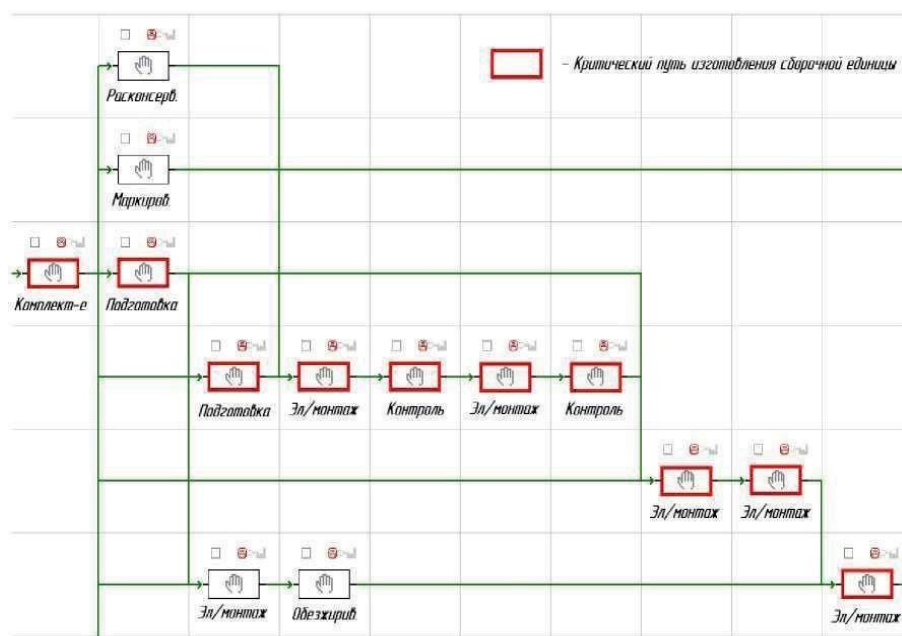 Расконсерв.
– Критический путь изготовления сборочной единицы
Маркиров.
Комплект-е
Подготовка
Подготовка
Эл/монтаж
Контроль
Эл/монтаж
Контроль
Эл/монтаж
Эл/монтаж
Эл/монтаж
Обезжирив.
Эл/монтаж